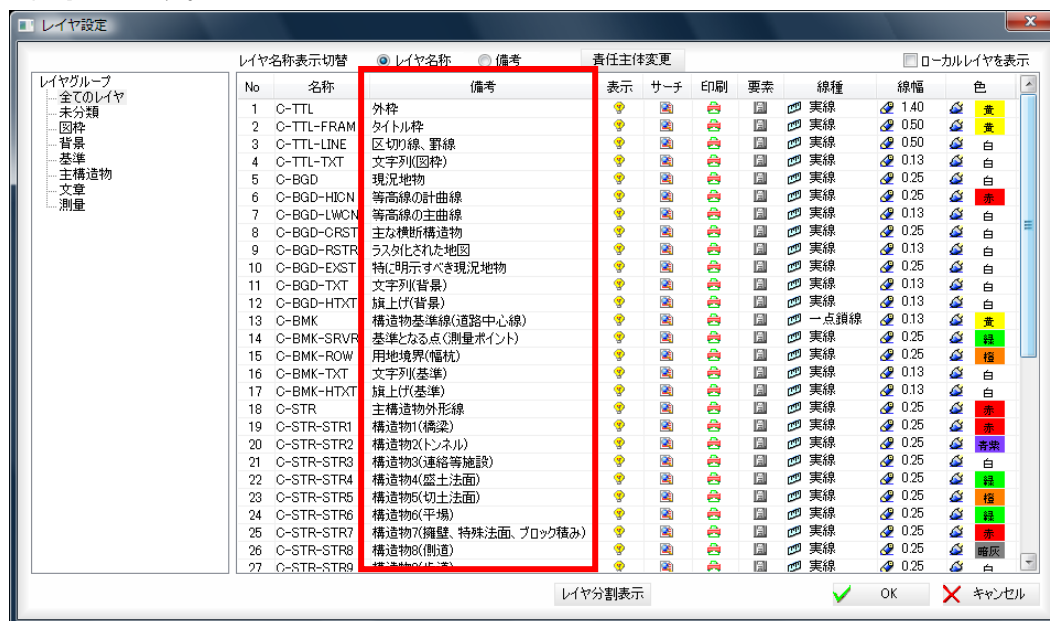 レイヤ設定
レイヤ名称表示切替 レイヤ名称 備考 責任主体変更 ローカルレイヤを表示
レイヤグループ
全てのレイヤ
未分類
図枠
背景
基準
主構造物
文章
測量
No 名称 備考 表示 サーチ 印刷 要素 線種 線幅 色
1 C-TTL 外枠 実線 1.40 黄
2 C-TTL-FRAM タイトル枠 実線 0.50 黄
3 C-TTL-LINE 区切り線、罫線 実線 0.50 白
4 C-TTL-TXT 文字列(図枠) 実線 0.13 白
5 C-BGD 現況地物 実線 0.25 白
6 C-BGD-HICN 等高線の計曲線 実線 0.25 赤
7 C-BGD-LWCN 等高線の主曲線 実線 0.13 白
8 C-BGD-CRST 主な横断構造物 実線 0.25 白
9 C-BGD-RSTR ラスタ化された地図 実線 0.13 白
10 C-BGD-EXST 特に明示すべき現況地物 実線 0.25 白
11 C-BGD-TXT 文字列(背景) 実線 0.13 白
12 C-BGD-HTXT 旗上げ(背景) 実線 0.13 白
13 C-BMK 構造物基準線(道路中心線) 一点鎖線 0.13 黄
14 C-BMK-SRVR 基準となる点(測量ポイント) 実線 0.25 緑
15 C-BMK-ROW 用地境界(幅杭) 実線 0.25 橙
16 C-BMK-TXT 文字列(基準) 実線 0.13 白
17 C-BMK-HTXT 旗上げ(基準) 実線 0.13 白
18 C-STR 主構造物外形線 実線 0.25 赤
19 C-STR-STR1 構造物1(橋梁) 実線 0.25 赤
20 C-STR-STR2 構造物2(トンネル) 実線 0.25 青紫
21 C-STR-STR3 構造物3(連絡等施設) 実線 0.25 白
22 C-STR-STR4 構造物4(盛土法面) 実線 0.25 緑
23 C-STR-STR5 構造物5(切土法面) 実線 0.25 橙
24 C-STR-STR6 構造物6(平場) 実線 0.25 緑
25 C-STR-STR7 構造物7(擁壁、特殊法面、ブロック積み) 実線 0.25 赤
26 C-STR-STR8 構造物8(側道) 実線 0.25 暗灰
27 C-STR-STR9 構造物9(歩道) 実線 0.25 白
レイヤ分割表示 OK キャンセル